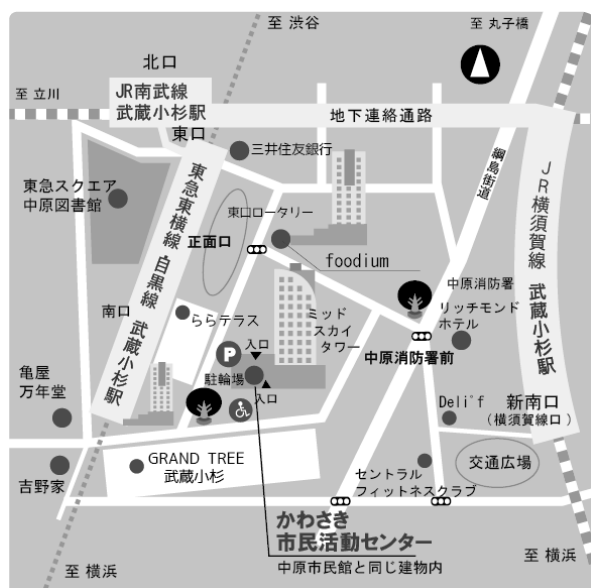 至 渋谷
至 丸子橋
北口
至 立川
JR南武線
武蔵小杉駅
地下連絡通路
東口
三井住友銀行
綱島街道
JR横須賀線 武蔵小杉駅
東急スクエア
中原図書館
東急東横線 目黒線 武蔵小杉駅
東口ロータリー
正面口
foodium
中原消防署
リッチモンド
ホテル
南口
ららテラス
ミッド
スカイ
タワー
入口
P
中原消防署前
駐輪場
入口
亀屋
万年堂
Deli'f
新南口
(横須賀線口)
GRAND TREE
武蔵小杉
交通広場
吉野家
セントラル
フィットネスクラブ
かわさき
市民活動センター
中原市民館と同じ建物内
至 横浜
至 横浜